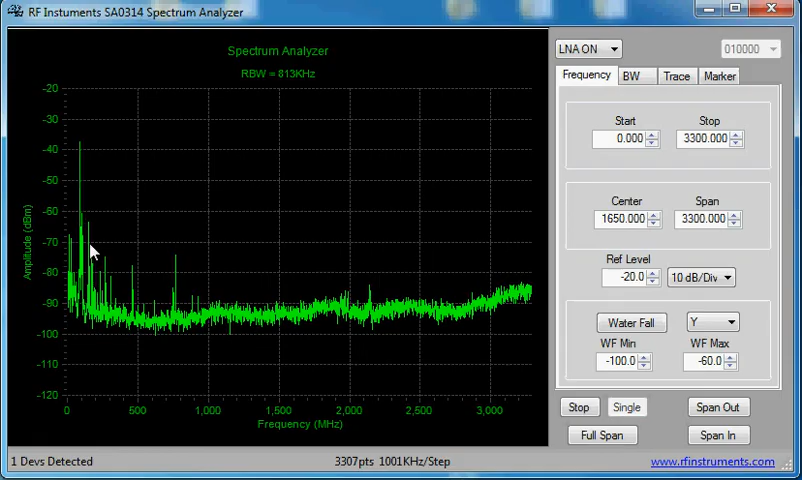 RF Insturments SA0314 Spectrum Analyzer
Spectrum Analyzer
RBW = 813KHz
-20
-30
-40
-50
-60
-70
-80
-90
-100
-110
-120
Amplitude (dBm)
0 500 1,000 1,500 2,000 2,500 3,000
Frequency (MHz)
LNA ON 010000
Frequency BW Trace Marker
Start Stop
0.000 3300.000
Center Span
1650.000 3300.000
Ref Level
-20.0 10 dB/Div
Water Fall Y
WF Min WF Max
-100.0 -60.0
Stop Single Span Out
Full Span Span In
1 Devs Detected 3307pts 1001KHz/Step www.rfinstruments.com